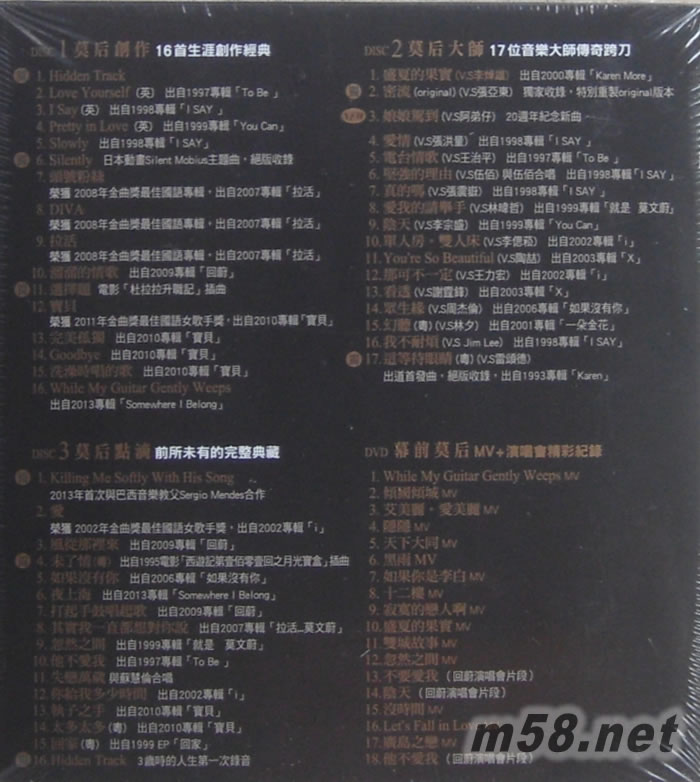 DISC 1 莫后創作 16首生涯創作經典
1. Hidden Track
2. Love Yourself (英) 出自1997專輯「To Be 」
3. I Say (英) 出自1998專輯「I SAY 」
4. Pretty in Love (英) 出自1999專輯「You Can」
5. Slowly 出自1998專輯「I SAY」
6. Silently 日本動畫Silent Mobius主題曲，絕版收錄
7. 頭號粉絲
榮獲 2008年金曲獎最佳國語專輯，出自2007專輯「拉活」
8. DIVA
榮獲 2008年金曲獎最佳國語專輯，出自2007專輯「拉活」
9. 拉活
榮獲 2008年金曲獎最佳國語專輯，出自2007專輯「拉活」
10. 溜溜的情歌 出自2009專輯「回蔚」
11. 選擇題 電影「杜拉拉升職記」插曲
12. 寶貝
榮獲 2011年金曲獎最佳國語女歌手獎，出自2010專輯「寶貝」
13. 完美孤獨 出自2010專輯「寶貝」
14. Goodbye 出自2010專輯「寶貝」
15. 洗澡時唱的歌 出自2010專輯「寶貝」
16. While My Guitar Gently Weeps
出自2013專輯「Somewhere I Belong」
DISC 2 莫后大師 17位音樂大師傳奇跨刀
1. 盛夏的果實 (V.S李焯雄) 出自2000專輯「Karen More」
2. 密流 (original) (V.S張亞東) 獨家收錄，特別重製original版本
3. 娘娘駕到 (V.S阿弟仔) 20週年紀念新曲
4. 愛情 (V.S張洪量) 出自1998專輯「I SAY 」
5. 電台情歌 (V.S王治平) 出自1997專輯「To Be 」
6. 堅強的理由 (V.S伍佰) 與伍佰合唱 出自1998專輯「I SAY」
7. 真的嗎 (V.S張震嶽) 出自1998專輯「I SAY」
8. 愛我的請舉手 (V.S林暐哲) 出自1999專輯「就是 莫文蔚」
9. 陰天 (V.S李宗盛) 出自1999專輯「You Can」
10. 單人房。雙人床 (V.S李偲菘) 出自2002專輯「i」
11. You're So Beautiful (V.S陶喆) 出自2003專輯「X」
12. 那可不一定 (V.S王力宏) 出自2002專輯「i」
13. 看透 (V.S謝霆鋒) 出自2003專輯「X」
14. 眾生緣 (V.S周杰倫) 出自2006專輯「如果沒有你」
15. 幻聽 (粵) (V.S林夕) 出自2001專輯「一朵金花」
16. 我不耐煩 (V.S Jim Lee) 出自1998專輯「I SAY」
17. 這等待眼睛 (粵) (V.S雷頌德)
出道首發曲，絕版收錄，出自1993專輯「Karen」
DISC 3 莫后點滴 前所未有的完整典藏
1. Killing Me Softly With His Song
2013年首次與巴西音樂教父Sergio Mendes合作
2. 愛
榮獲 2002年金曲獎最佳國語女歌手獎，出自2002專輯「i」
3. 風從那裡來 出自2009專輯「回蔚」
4. 未了情 (粵) 出自1995電影「西遊記第壹佰零壹回之月光寶盒」插曲
5. 如果沒有你 出自2006專輯「如果沒有你」
6. 夜上海 出自2013專輯「Somewhere I Belong」
7. 打起手鼓唱起歌 出自2009專輯「回蔚」
8. 其實我一直都想對你說 出自2007專輯「拉活...莫文蔚」
9. 忽然之間 出自1999專輯「就是 莫文蔚」
10. 他不愛我 出自1997專輯「To Be 」
11. 失戀萬歲 與蘇慧倫合唱
12. 你給我多少時間 出自2002專輯「i」
13. 執子之手 出自2010專輯「寶貝」
14. 太多太多 (粵) 出自2010專輯「寶貝」
15. 回家 (粵) 出自1999 EP「回家」
16. Hidden Track 3歲時的人生第一次錄音
DVD 幕前莫后 MV+演唱會精彩紀錄
1. While My Guitar Gently Weeps MV
2. 傾國傾城 MV
3. 艾美麗。愛美麗 MV
4. 隱隱 MV
5. 天下大同 MV
6. 黑雨 MV
7. 如果你是李白 MV
8. 十二樓 MV
9. 寂寞的戀人啊 MV
10. 盛夏的果實 MV
11. 雙城故事 MV
12. 忽然之間 MV
13. 不要愛我 (回蔚演唱會片段)
14. 陰天 (回蔚演唱會片段)
15. 沒時間 MV
16. Let's Fall in Love MV
17. 廣島之戀 MV
18. 他不愛我 (回蔚演唱會片段)
m58.net